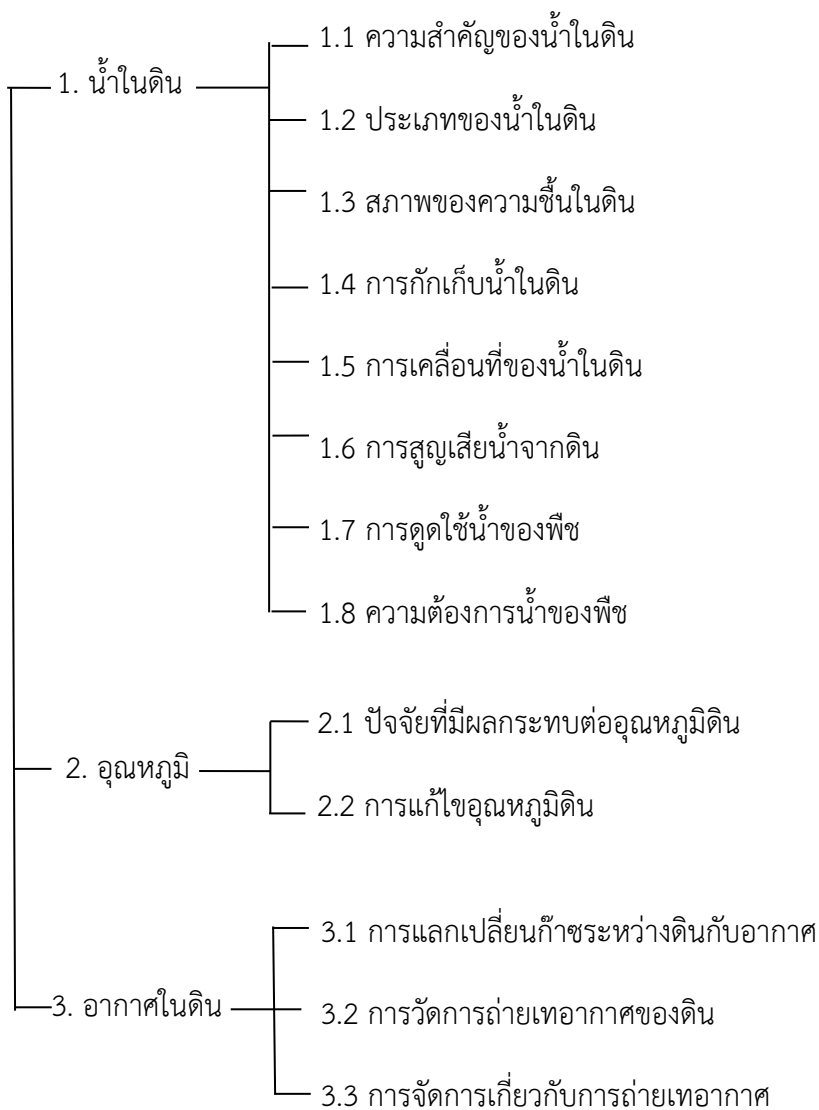 1. น้ำในดิน
1.1 ความสำคัญของน้ำในดิน
1.2 ประเภทของน้ำในดิน
1.3 สภาพของความชื้นในดิน
1.4 การกักเก็บน้ำในดิน
1.5 การเคลื่อนที่ของน้ำในดิน
1.6 การสูญเสียน้ำจากดิน
1.7 การดูดใช้น้ำของพืช
1.8 ความต้องการน้ำของพืช
2. อุณหภูมิ
2.1 ปัจจัยที่มีผลกระทบต่ออุณหภูมิดิน
2.2 การแก้ไขอุณหภูมิดิน
3. อากาศในดิน
3.1 การแลกเปลี่ยนก๊าซระหว่างดินกับอากาศ
3.2 การวัดการถ่ายเทอากาศของดิน
3.3 การจัดการเกี่ยวกับการถ่ายเทอากาศ